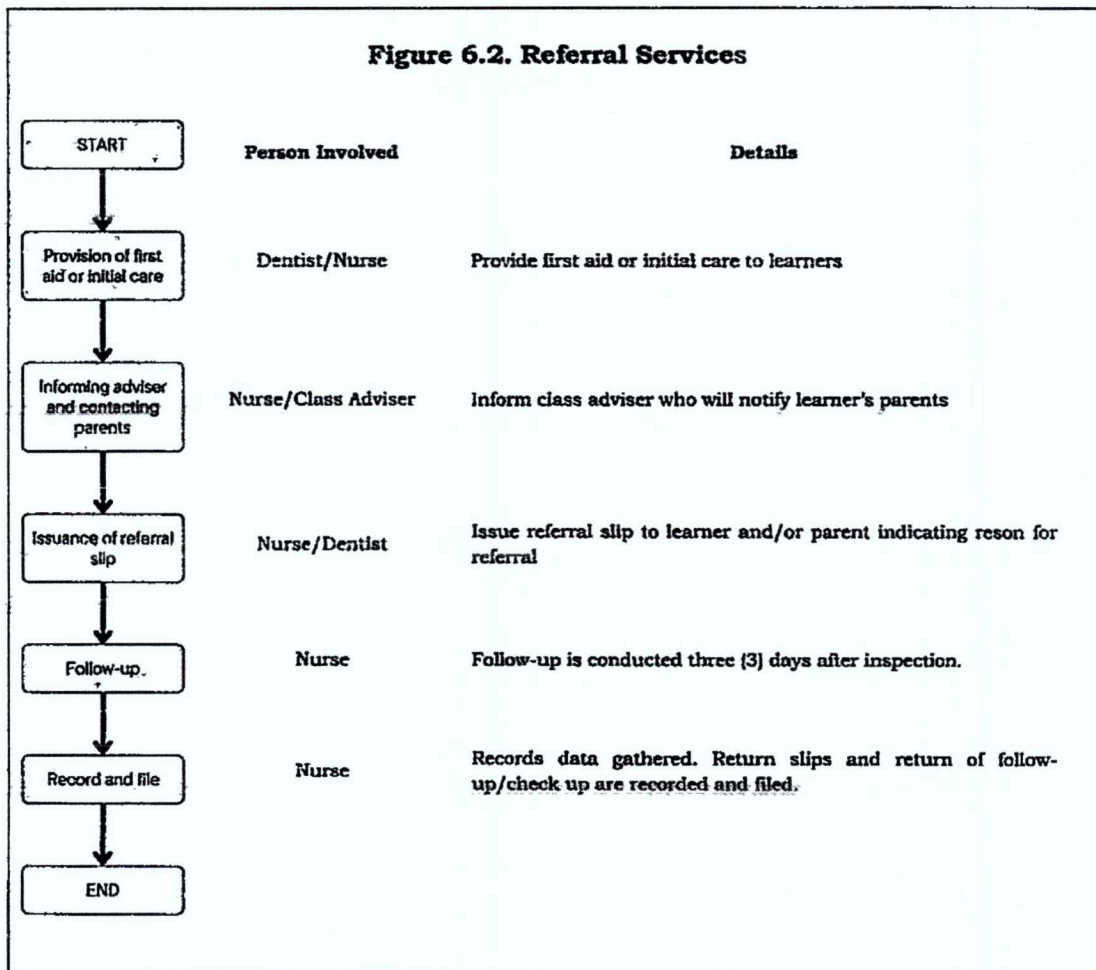 Figure 6.2. Referral Services
START
Person Involved
Details
Provision of first
aid or initial care
Dentist/Nurse
Provide first aid or initial care to learners
Informing adviser
and contacting
parents
Nurse/Class Adviser
Inform class adviser who will notify learner's parents
Issuance of referral
slip
Nurse/Dentist
Issue referral slip to learner and/or parent indicating reson for
referral
Follow-up
Nurse
Follow-up is conducted three (3) days after inspection.
Record and file
Nurse
Records data gathered. Return slips and return of follow-
up/check up are recorded and filed.
END